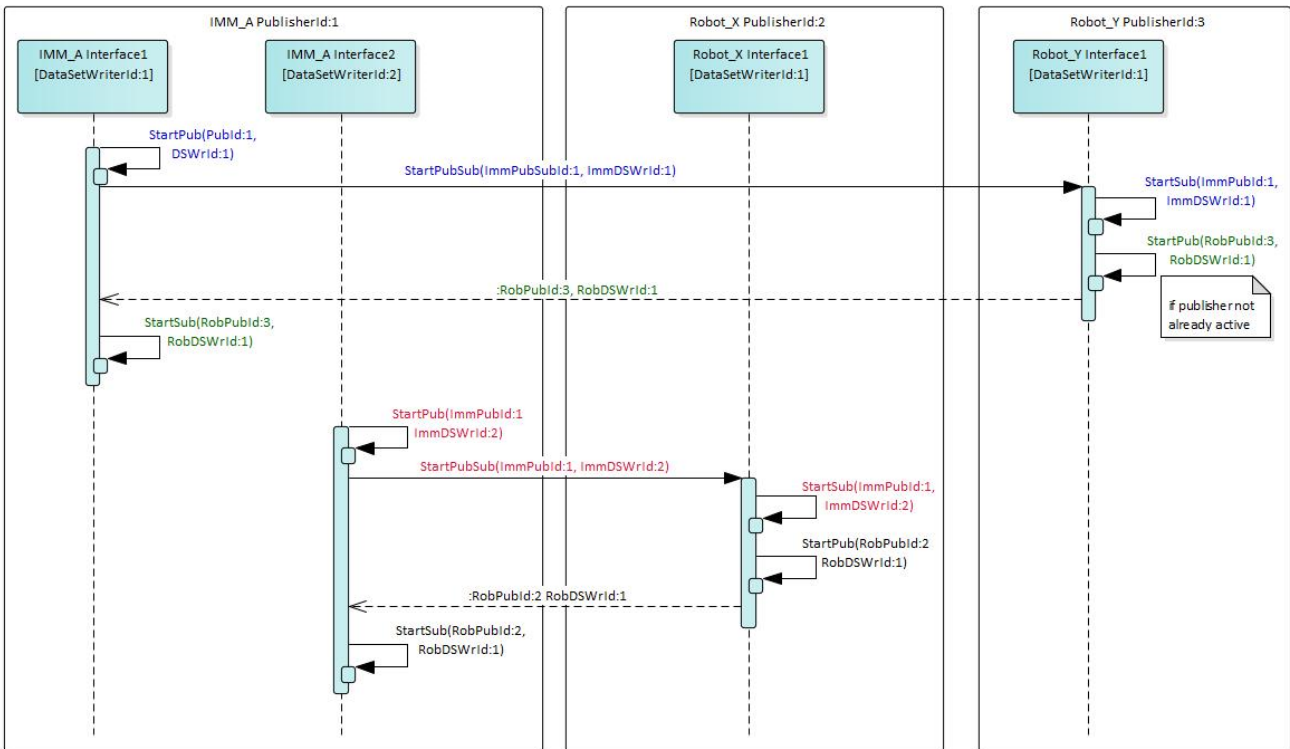 IMM_A PublisherId:1
Robot_X PublisherId:2
Robot_Y PublisherId:3
IMM_A Interface1
[DataSetWriterId:1]
IMM_A Interface2
[DataSetWriterId:2]
Robot_X Interface1
[DataSetWriterId:1]
Robot_Y Interface1
[DataSetWriterId:1]
StartPub(PubId:1,
DSWrId:1)
StartPubSub(ImmPubSubId:1, ImmDSWrId:1)
StartSub(ImmPubId:1,
ImmDSWrId:1)
StartPub(RobPubId:3,
RobDSWrId:1)
:RobPubId:3, RobDSWrId:1
if publisher not
already active
StartSub(RobPubId:3,
RobDSWrId:1)
StartPub(ImmPubId:1
ImmDSWrId:2)
StartPubSub(ImmPubId:1, ImmDSWrId:2)
StartSub(ImmPubId:1,
ImmDSWrId:2)
StartPub(RobPubId:2
RobDSWrId:1)
:RobPubId:2 RobDSWrId:1
StartSub(RobPubId:2,
RobDSWrId:1)